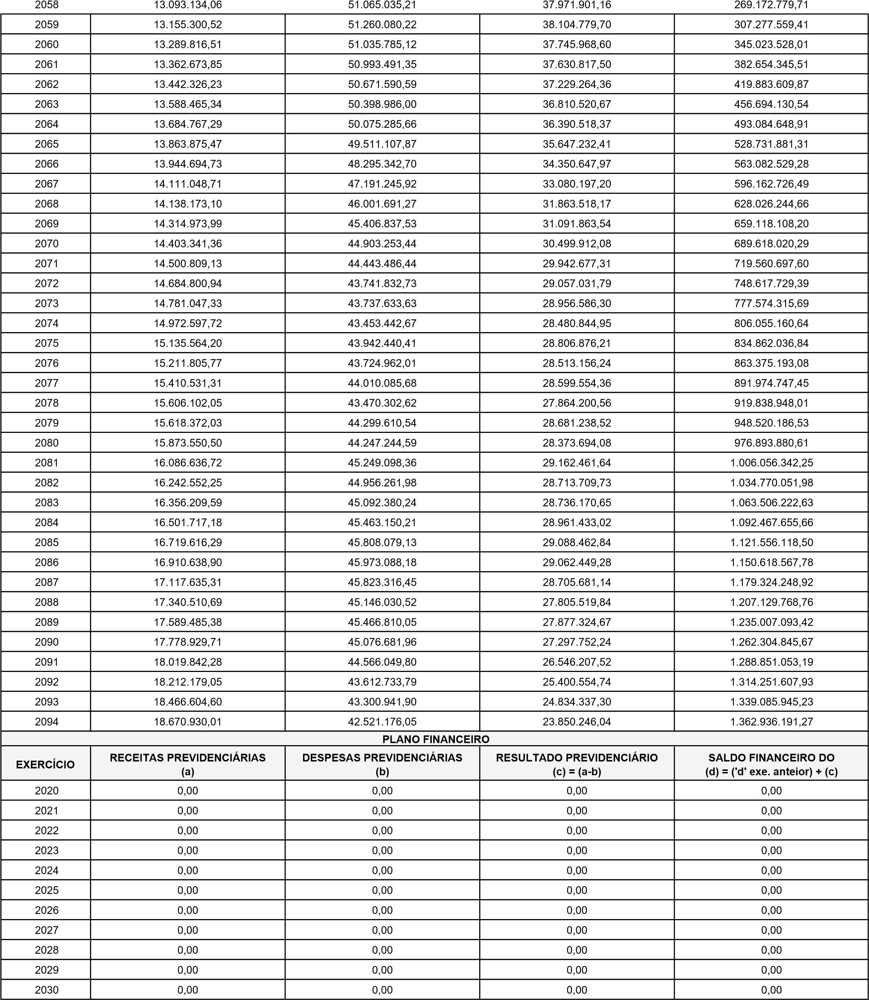 2058 13.093.134,06 51.065.035,21 37.971.901,16 269.172.779,71
2059 13.155.300,52 51.260.080,22 38.104.779,70 307.277.559,41
2060 13.289.816,51 51.035.785,12 37.745.968,60 345.023.528,01
2061 13.362.673,85 50.993.491,35 37.630.817,50 382.654.345,51
2062 13.442.326,23 50.671.590,59 37.229.264,36 419.883.609,87
2063 13.588.465,34 50.398.986,00 36.810.520,67 456.694.130,54
2064 13.684.767,29 50.075.285,66 36.390.518,37 493.084.648,91
2065 13.863.875,47 49.511.107,87 35.647.232,41 528.731.881,31
2066 13.944.694,73 48.295.342,70 34.350.647,97 563.082.529,28
2067 14.111.048,71 47.191.245,92 33.080.197,20 596.162.726,49
2068 14.138.173,10 46.001.691,27 31.863.518,17 628.026.244,66
2069 14.314.973,99 45.406.837,53 31.091.863,54 659.118.108,20
2070 14.403.341,36 44.903.253,44 30.499.912,08 689.618.020,29
2071 14.500.809,13 44.443.486,44 29.942.677,31 719.560.697,60
2072 14.684.800,94 43.741.832,73 29.057.031,79 748.617.729,39
2073 14.781.047,33 43.737.633,63 28.956.586,30 777.574.315,69
2074 14.972.597,72 43.453.442,67 28.480.844,95 806.055.160,64
2075 15.135.564,20 43.942.440,41 28.806.876,21 834.862.036,84
2076 15.211.805,77 43.724.962,01 28.513.156,24 863.375.193,08
2077 15.410.531,31 44.010.085,68 28.599.554,36 891.974.747,45
2078 15.606.102,05 43.470.302,62 27.864.200,56 919.838.948,01
2079 15.618.372,03 44.299.610,54 28.681.238,52 948.520.186,53
2080 15.873.550,50 44.247.244,59 28.373.694,08 976.893.880,61
2081 16.086.636,72 45.249.098,36 29.162.461,64 1.006.056.342,25
2082 16.242.552,25 44.956.261,98 28.713.709,73 1.034.770.051,98
2083 16.356.209,59 45.092.380,24 28.736.170,65 1.063.506.222,63
2084 16.501.717,18 45.463.150,21 28.961.433,02 1.092.467.655,66
2085 16.719.616,29 45.808.079,13 29.088.462,84 1.121.556.118,50
2086 16.910.638,90 45.973.088,18 29.062.449,28 1.150.618.567,78
2087 17.117.635,31 45.823.316,45 28.705.681,14 1.179.324.248,92
2088 17.340.510,69 45.146.030,52 27.805.519,84 1.207.129.768,76
2089 17.589.485,38 45.466.810,05 27.877.324,67 1.235.007.093,42
2090 17.778.929,71 45.076.681,96 27.297.752,24 1.262.304.845,67
2091 18.019.842,28 44.566.049,80 26.546.207,52 1.288.851.053,19
2092 18.212.179,05 43.612.733,79 25.400.554,74 1.314.251.607,93
2093 18.466.604,60 43.300.941,90 24.834.337,30 1.339.085.945,23
2094 18.670.930,01 42.521.176,05 23.850.246,04 1.362.936.191,27
PLANO FINANCEIRO
EXERCÍCIO RECEITAS PREVIDENCIÁRIAS DESPESAS PREVIDENCIÁRIAS RESULTADO PREVIDENCIÁRIO SALDO FINANCEIRO DO
(a) (b) (c) = (a-b) (d) = ('d' exe. anteior) + (c)
2020 0,00 0,00 0,00 0,00
2021 0,00 0,00 0,00 0,00
2022 0,00 0,00 0,00 0,00
2023 0,00 0,00 0,00 0,00
2024 0,00 0,00 0,00 0,00
2025 0,00 0,00 0,00 0,00
2026 0,00 0,00 0,00 0,00
2027 0,00 0,00 0,00 0,00
2028 0,00 0,00 0,00 0,00
2029 0,00 0,00 0,00 0,00
2030 0,00 0,00 0,00 0,00